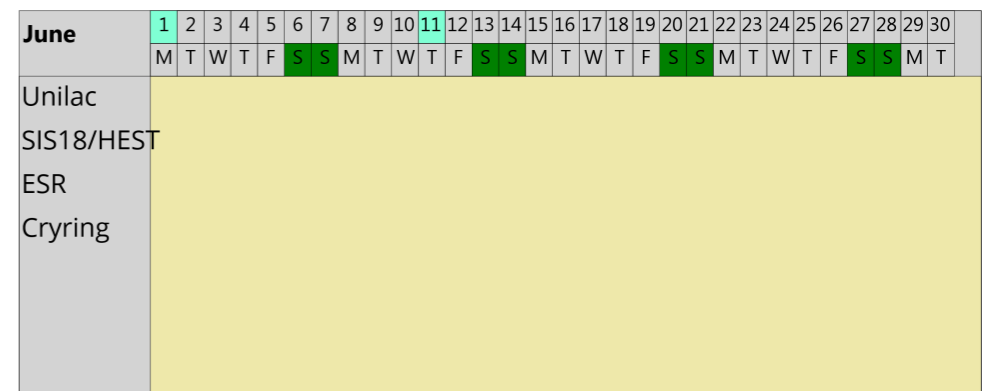 June 1 2 3 4 5 6 7 8 9 10 11 12 13 14 15 16 17 18 19 20 21 22 23 24 25 26 27 28 29 30
M T W T F S S M T W T F S S M T W T F S S M T W T F S S M T
Unilac
SIS18/HEST
ESR
Cryring